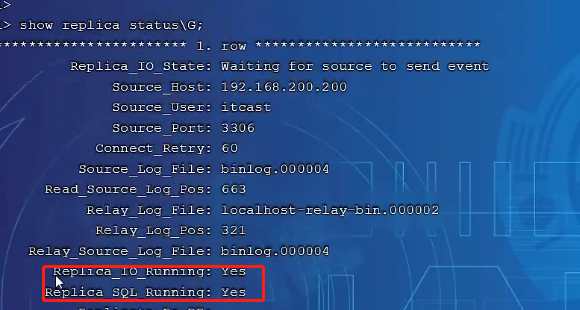 l>
l> show replica status\G;
*********************** 1. row ***************************
Replica_IO_State: Waiting for source to send event
Source_Host: 192.168.200.200
Source_User: itcast
Source_Port: 3306
Connect_Retry: 60
Source_Log_File: binlog.000004
Read_Source_Log_Pos: 663
Relay_Log_File: localhost-relay-bin.000002
Relay_Log_Pos: 321
Relay_Source_Log_File: binlog.000004
Replica_IO_Running: Yes
Replica_SQL_Running: Yes